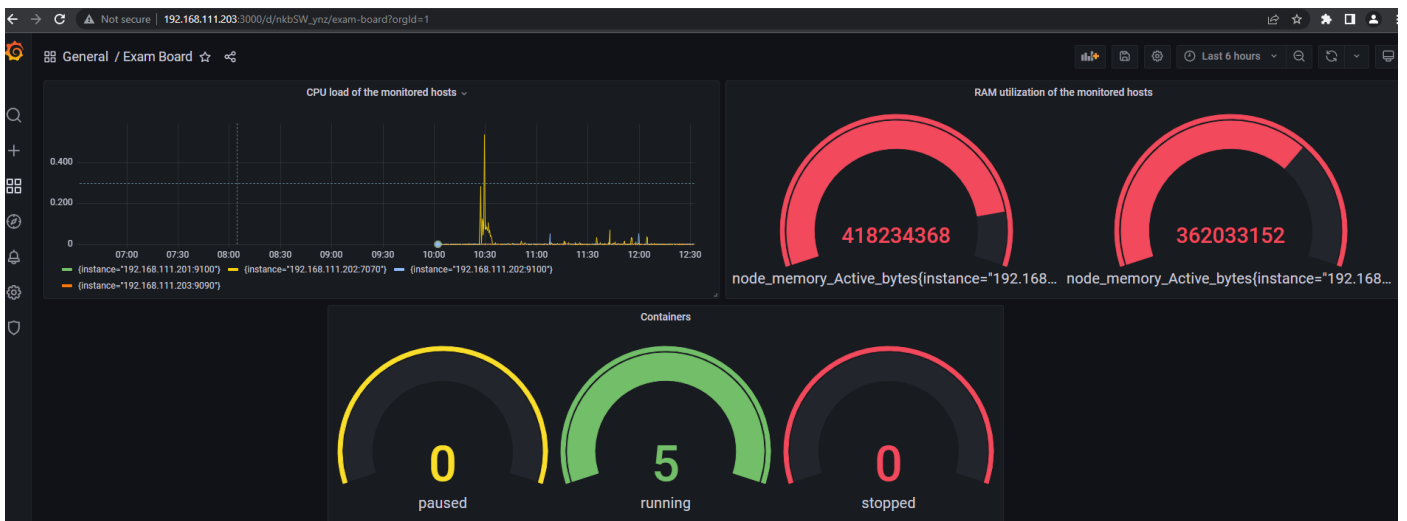 Not secure | 192.168.111.203:3000/d/nkbSW_ynz/exam-board?orgId=1
General / Exam Board
Last 6 hours
CPU load of the monitored hosts
0.400
0.200
0
07:00 07:30 08:00 08:30 09:00 09:30 10:00 10:30 11:00 11:30 12:00 12:30
{instance="192.168.111.201:9100"} {instance="192.168.111.202:7070"} {instance="192.168.111.202:9100"}
{instance="192.168.111.203:9090"}
RAM utilization of the monitored hosts
418234368 362033152
node_memory_Active_bytes{instance="192.168... node_memory_Active_bytes{instance="192.168...
Containers
0 5 0
paused running stopped